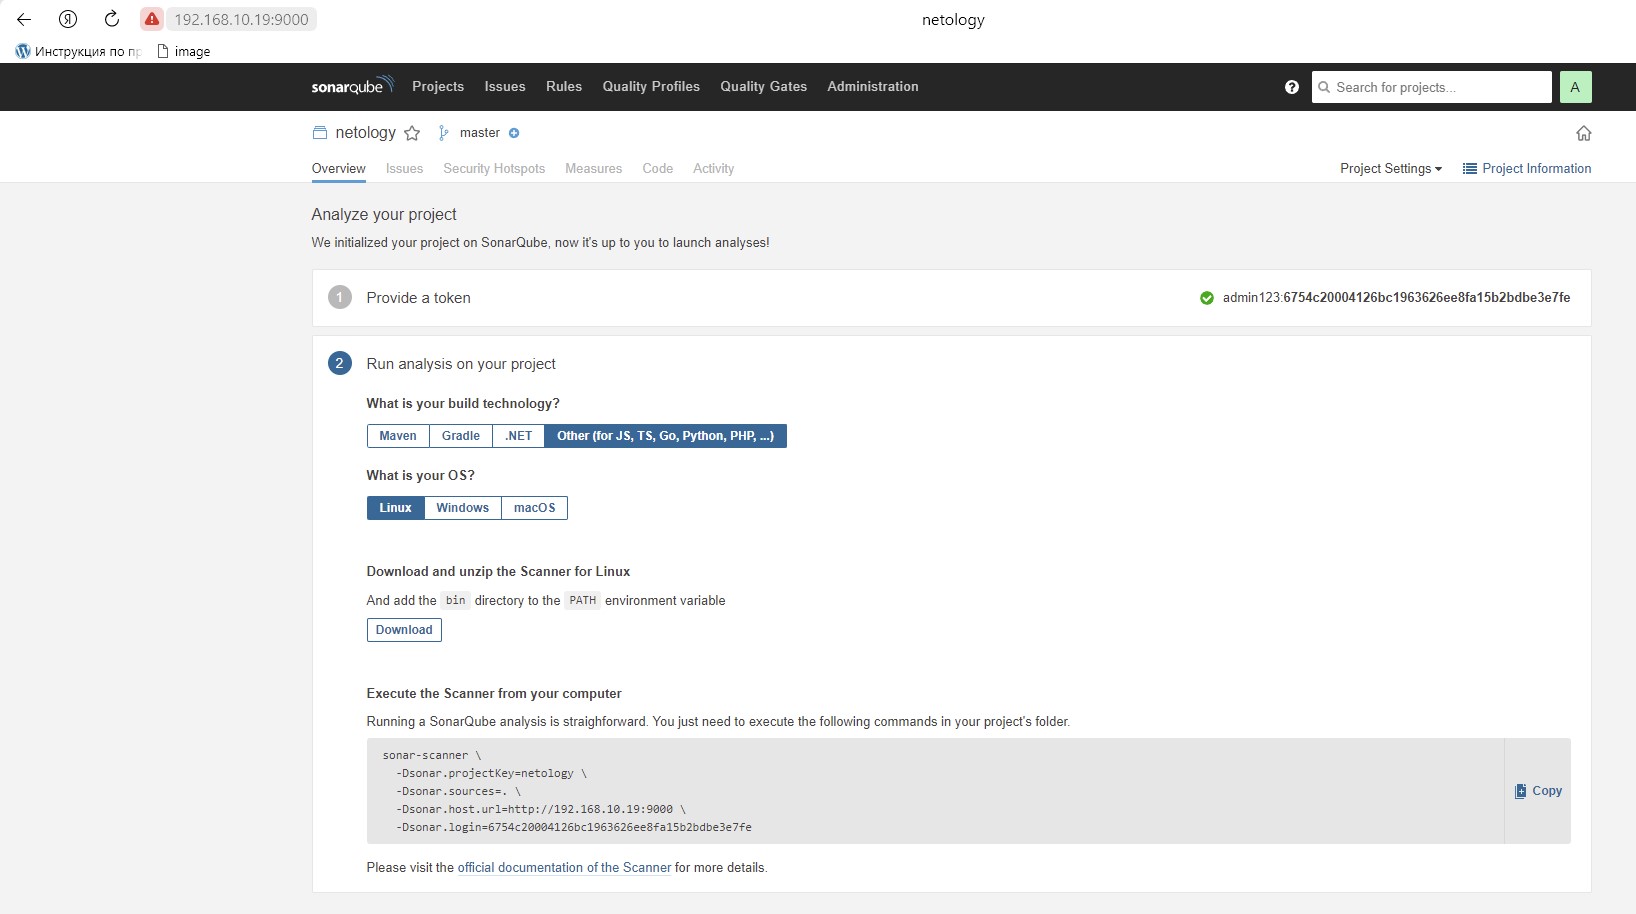 Я 192.168.10.19:9000 netology
Инструкция по image
sonarqube Projects Issues Rules Quality Profiles Quality Gates Administration ? Search for projects... A
netology master
Overview Issues Security Hotspots Measures Code Activity Project Settings Project Information
Analyze your project
We initialized your project on SonarQube, now it's up to you to launch analyses!
1 Provide a token admin123:6754c20004126bc1963626ee8fa15b2bdbe3e7fe
2 Run analysis on your project
What is your build technology?
Maven Gradle .NET Other (for JS, TS, Go, Python, PHP, ...)
What is your OS?
Linux Windows macOS
Download and unzip the Scanner for Linux
And add the bin directory to the PATH environment variable
Download
Execute the Scanner from your computer
Running a SonarQube analysis is straighforward. You just need to execute the following commands in your project's folder.
sonar-scanner \
-Dsonar.projectKey=netology \
-Dsonar.sources=. \
-Dsonar.host.url=http://192.168.10.19:9000 \
-Dsonar.login=6754c20004126bc1963626ee8fa15b2bdbe3e7fe
Copy
Please visit the official documentation of the Scanner for more details.